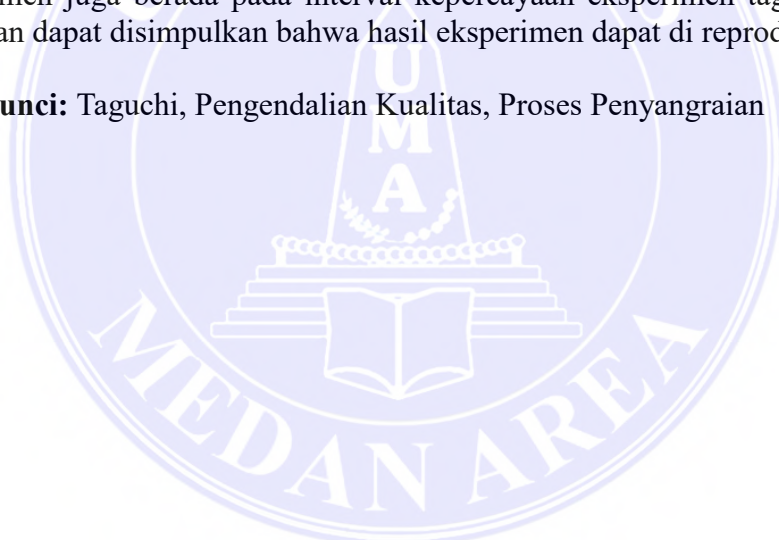 men juga berada pada interval kepercayaan eksperimen tag
an dapat disimpulkan bahwa hasil eksperimen dapat di reprod
unci: Taguchi, Pengendalian Kualitas, Proses Penyangraian
U
M
A
MEDAN AREA